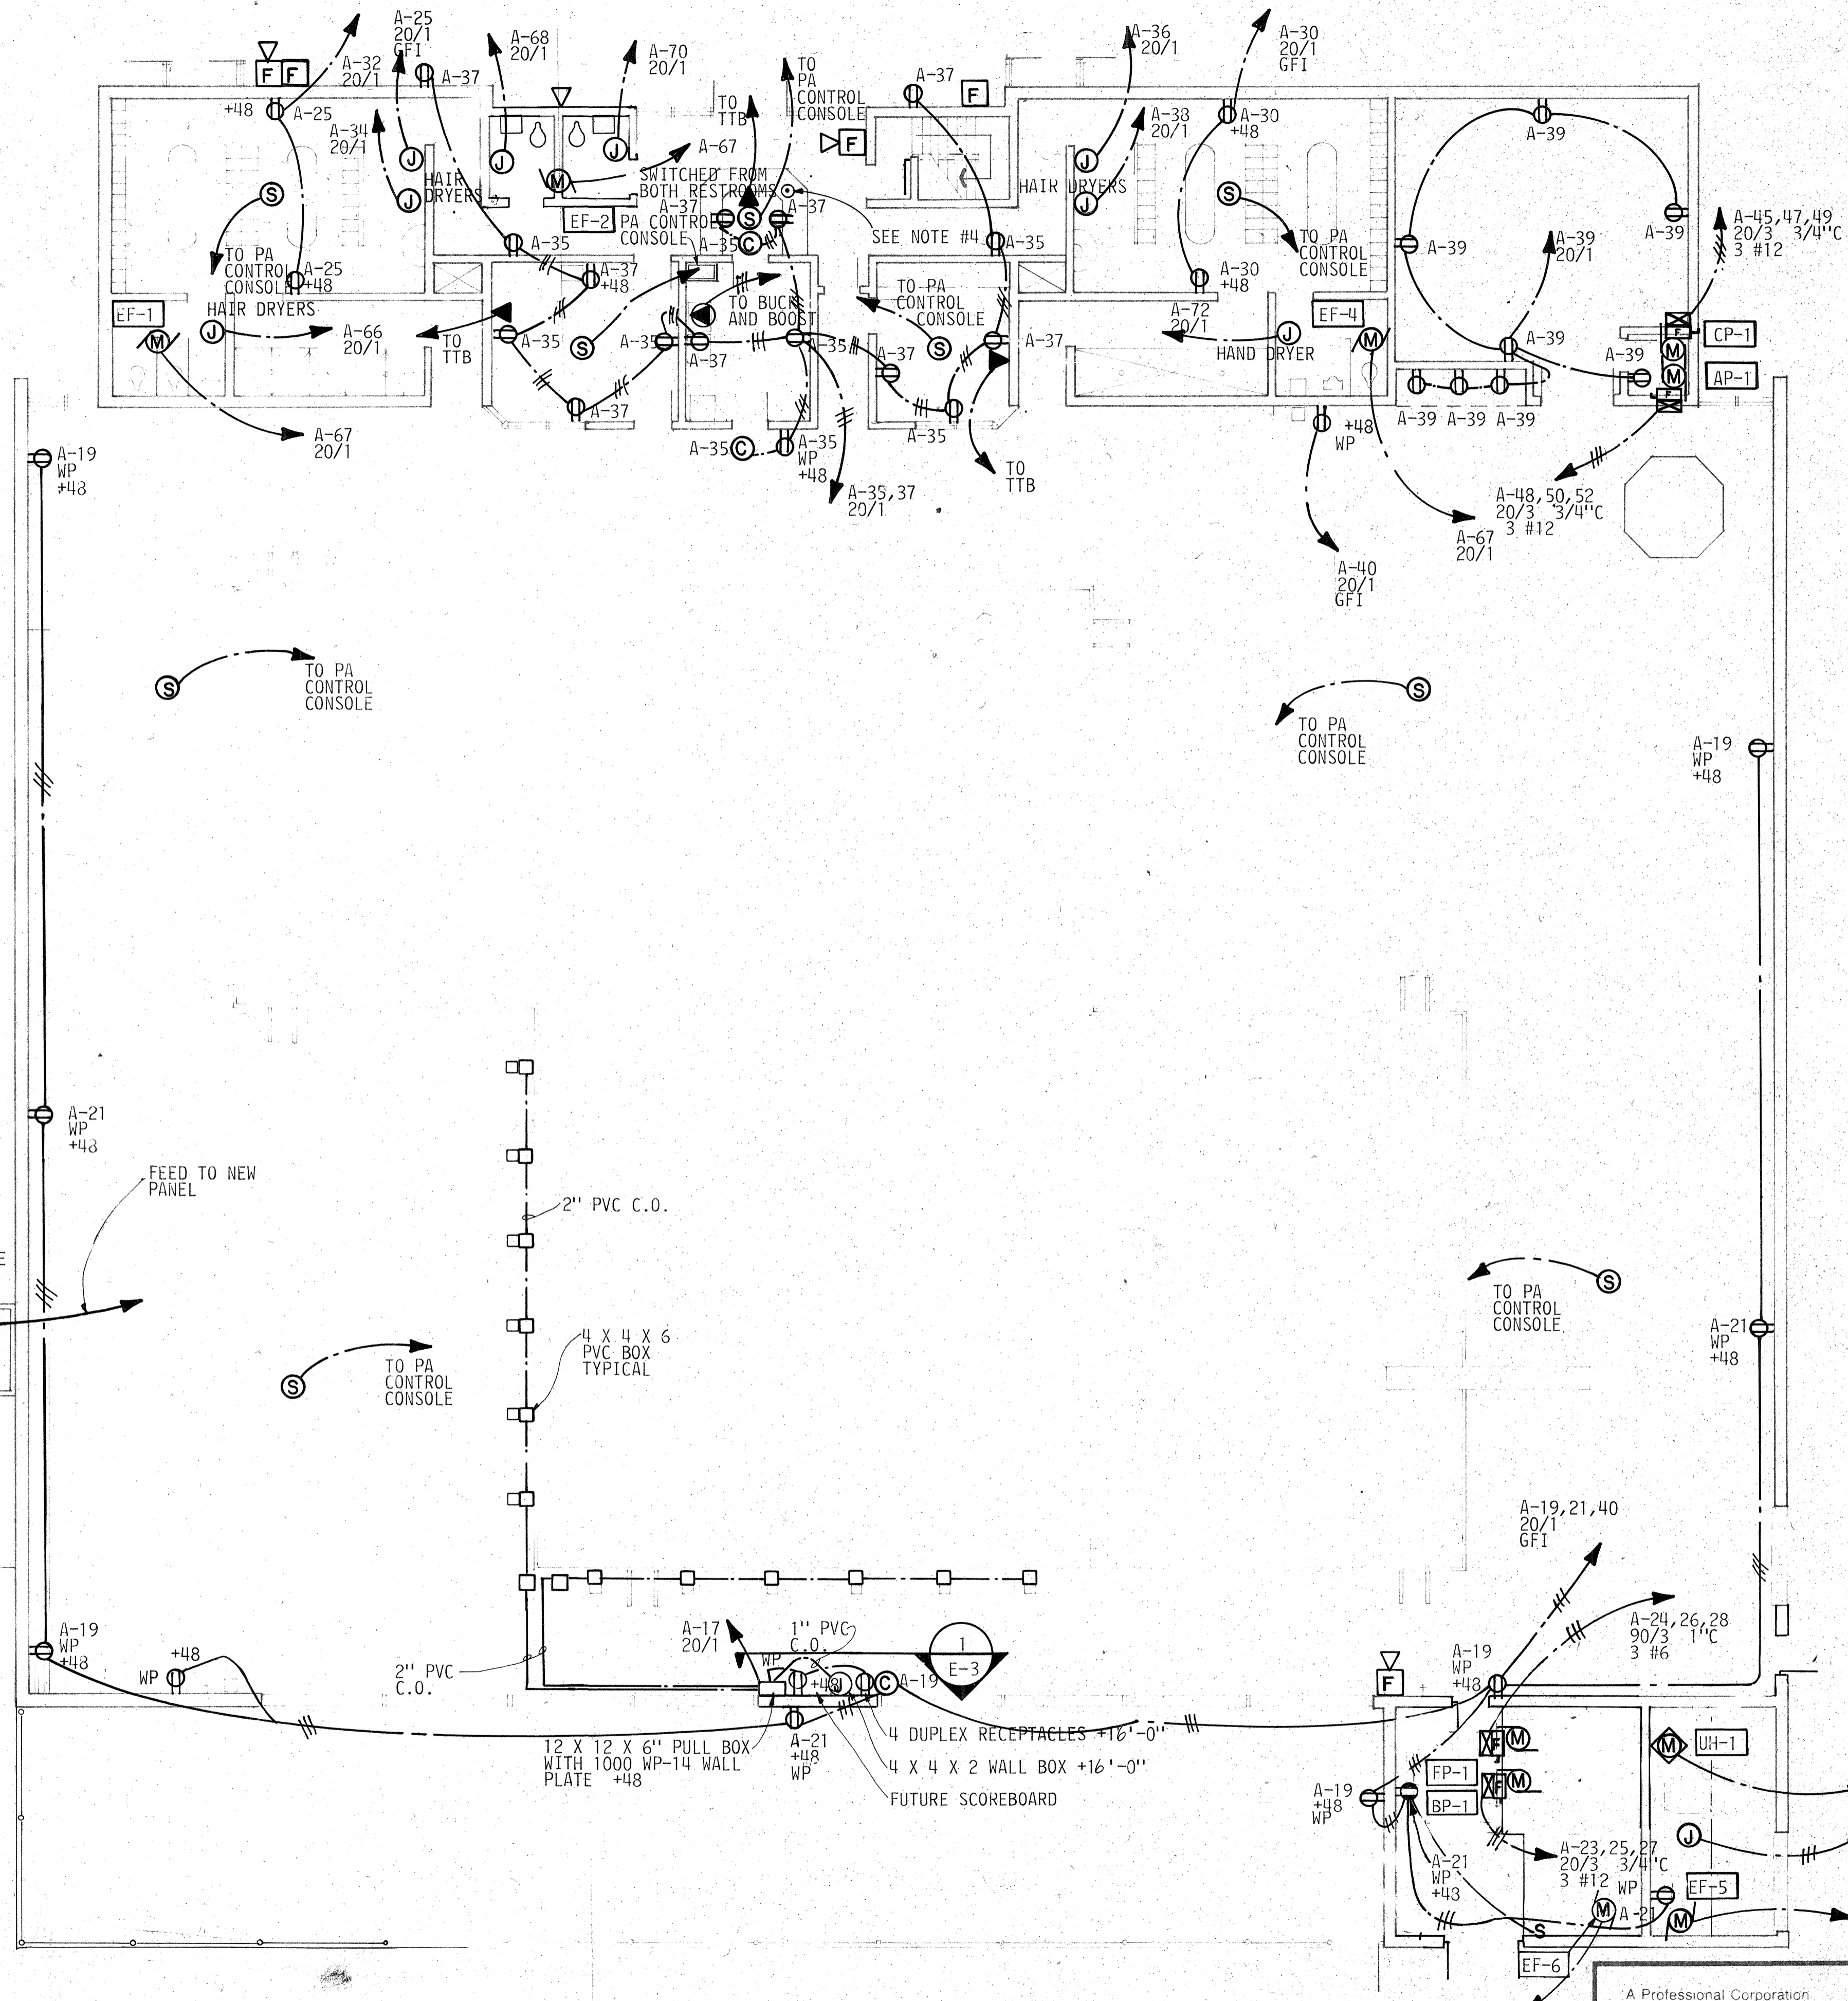 A-25
20/1
GFI
A-32
20/1
F F
A-37
+48
A-25
A-34
20/1
J
J
HAIR
DRYERS
S
TO PA
CONTROL
CONSOLE
A-25
+48
HAIR DRYERS
EF-1
M
J
A-66
20/1
A-67
20/1
A-68
20/1
A-70
20/1
J
J
M
A-67
SWITCHED FROM
BOTH RESTROOMS
EF-2
A-37
PA CONTROL
CONSOLE
TO
TTB
TO
PA
CONTROL
CONSOLE
F
S
A-37
A-35
C
SEE NOTE #4
A-35
A-37
+48
TO BUCK
AND BOOST
TO
TTB
A-35
S
A-35
A-37
A-35
A-37
A-37
TO PA
CONTROL
CONSOLE
S
A-37
A-35
A-35
C
A-35
WP
+48
A-35,37
20/1
TO
TTB
A-37
F
A-35
A-36
20/1
A-30
20/1
GFI
A-38
20/1
A-30
+48
J
J
HAIR DRYERS
S
TO PA
CONTROL
CONSOLE
A-30
+48
A-72
20/1
J
HAND DRYER
EF-4
M
A-39
A-39
A-39
A-39
20/1
A-39
A-39
A-39
A-39
A-39
A-45,47,49
20/3 3/4"C
3 #12
F
M
M
F
CP-1
AP-1
+48
WP
A-40
20/1
GFI
A-48,50,52
20/3 3/4"C
3 #12
A-67
20/1
A-19
WP
+48
S
TO PA
CONTROL
CONSOLE
S
TO PA
CONTROL
CONSOLE
A-19
WP
+48
A-21
WP
+48
FEED TO NEW
PANEL
2" PVC C.O.
4 X 4 X 6
PVC BOX
TYPICAL
S
TO PA
CONTROL
CONSOLE
S
TO PA
CONTROL
CONSOLE
A-21
WP
+48
A-19,21,40
20/1
GFI
A-24,26,28
90/3 1"C
3 #6
A-19
WP
+48
+48
WP
2" PVC
C.O.
A-17
20/1
1" PVC
C.O.
WP
+48
J
C
A-19
1
E-3
A-21
+48
WP
12 X 12 X 6" PULL BOX
WITH 1000 WP-14 WALL
PLATE +48
4 DUPLEX RECEPTACLES +16'-0"
4 X 4 X 2 WALL BOX +16'-0"
FUTURE SCOREBOARD
F
A-19
WP
+48
F
M
F
M
FP-1
BP-1
A-19
+48
WP
A-21
WP
+48
A-23,25,27
20/3 3/4"C
3 #12
M
UH-1
J
WP
EF-5
M
A-21
M
S
EF-6
A Professional Corporation